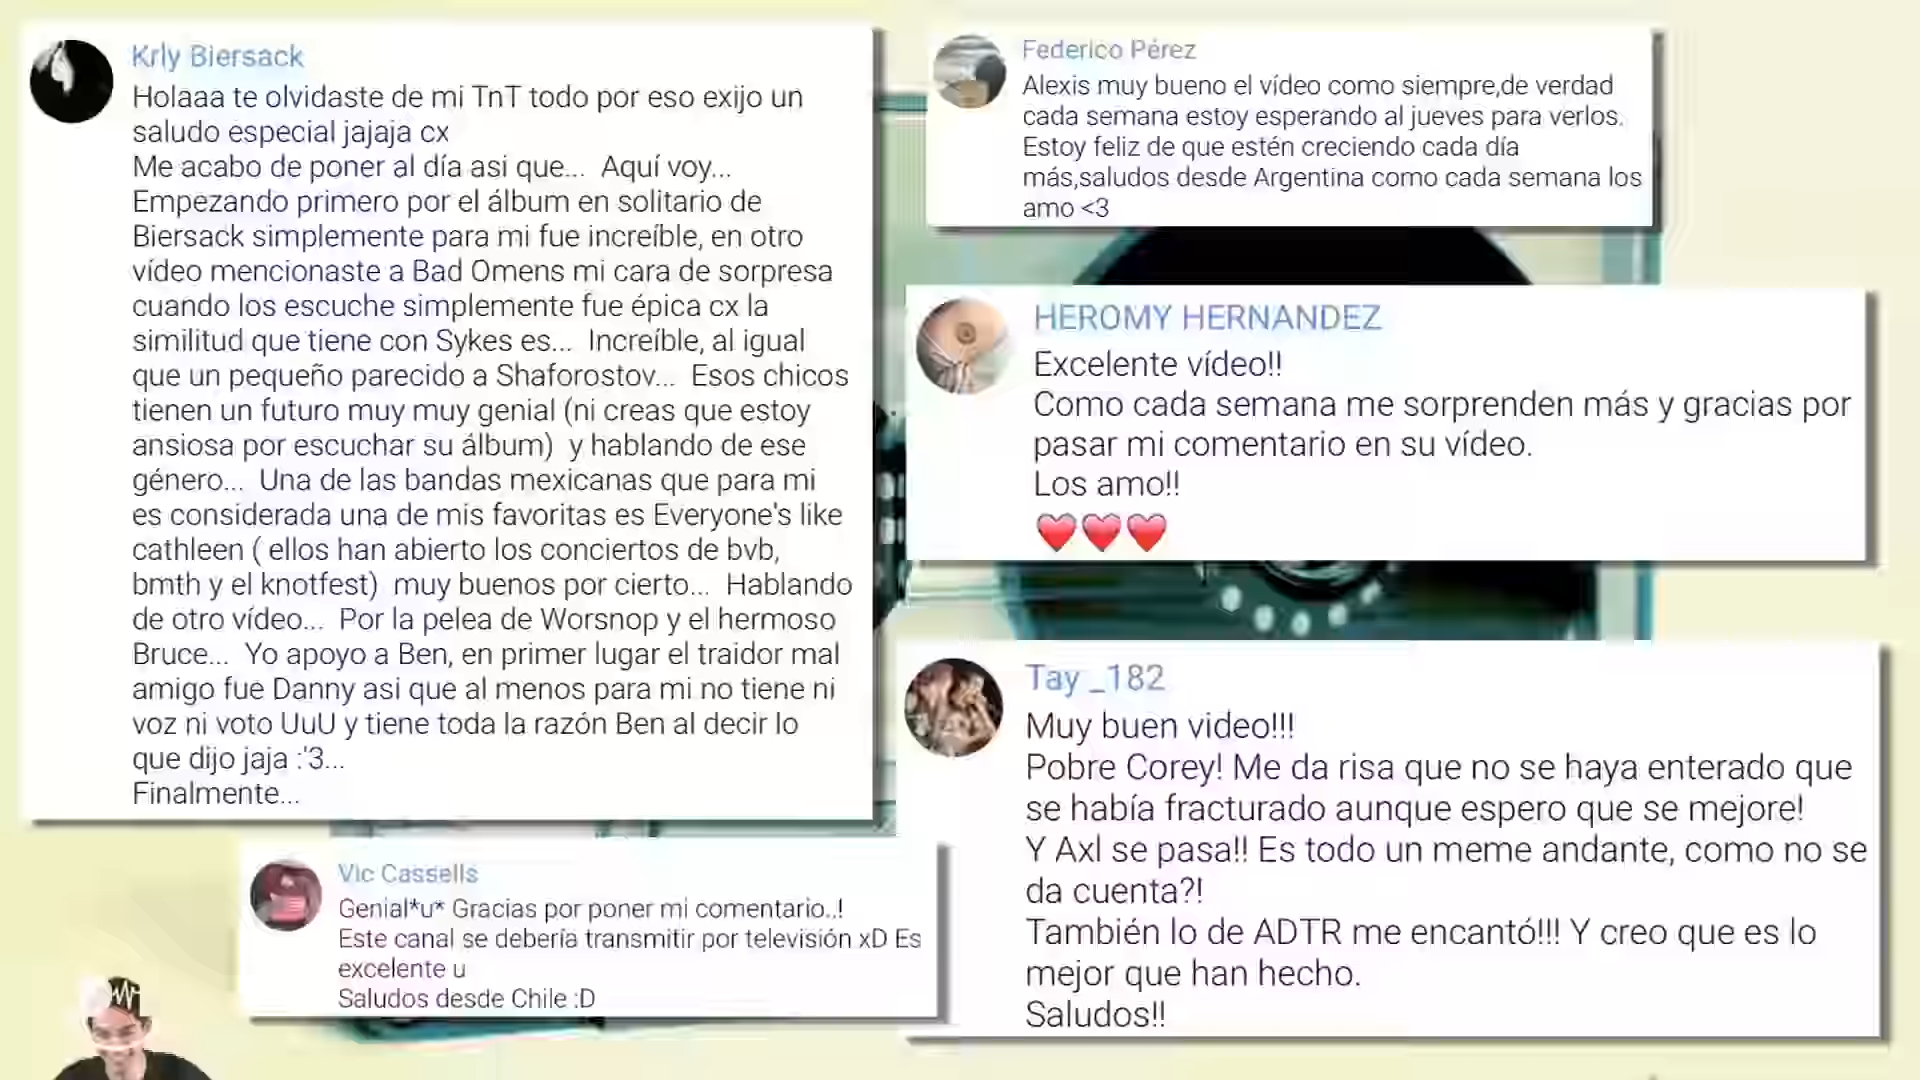 Krly Biersack
Holaaa te olvidaste de mi TnT todo por eso exijo un
saludo especial jajaja cx
Me acabo de poner al día asi que... Aquí voy...
Empezando primero por el álbum en solitario de
Biersack simplemente para mi fue increíble, en otro
vídeo mencionaste a Bad Omens mi cara de sorpresa
cuando los escuche simplemente fue épica cx la
similitud que tiene con Sykes es... Increíble, al igual
que un pequeño parecido a Shaforostov... Esos chicos
tienen un futuro muy muy genial (ni creas que estoy
ansiosa por escuchar su álbum) y hablando de ese
género... Una de las bandas mexicanas que para mi
es considerada una de mis favoritas es Everyone's like
cathleen ( ellos han abierto los conciertos de bvb,
bmth y el knotfest) muy buenos por cierto... Hablando
de otro vídeo... Por la pelea de Worsnop y el hermoso
Bruce... Yo apoyo a Ben, en primer lugar el traidor mal
amigo fue Danny asi que al menos para mi no tiene ni
voz ni voto UuU y tiene toda la razón Ben al decir lo
que dijo jaja :'3...
Finalmente...
Federico Pérez
Alexis muy bueno el vídeo como siempre,de verdad
cada semana estoy esperando al jueves para verlos.
Estoy feliz de que estén creciendo cada día
más,saludos desde Argentina como cada semana los
amo <3
HEROMY HERNANDEZ
Excelente vídeo!!
Como cada semana me sorprenden más y gracias por
pasar mi comentario en su vídeo.
Los amo!!
❤️❤️❤️
Tay _182
Muy buen video!!!
Pobre Corey! Me da risa que no se haya enterado que
se había fracturado aunque espero que se mejore!
Y Axl se pasa!! Es todo un meme andante, como no se
da cuenta?!
También lo de ADTR me encantó!!! Y creo que es lo
mejor que han hecho.
Saludos!!
Vic Cassells
Genial*u* Gracias por poner mi comentario..!
Este canal se debería transmitir por televisión xD Es
excelente u
Saludos desde Chile :D